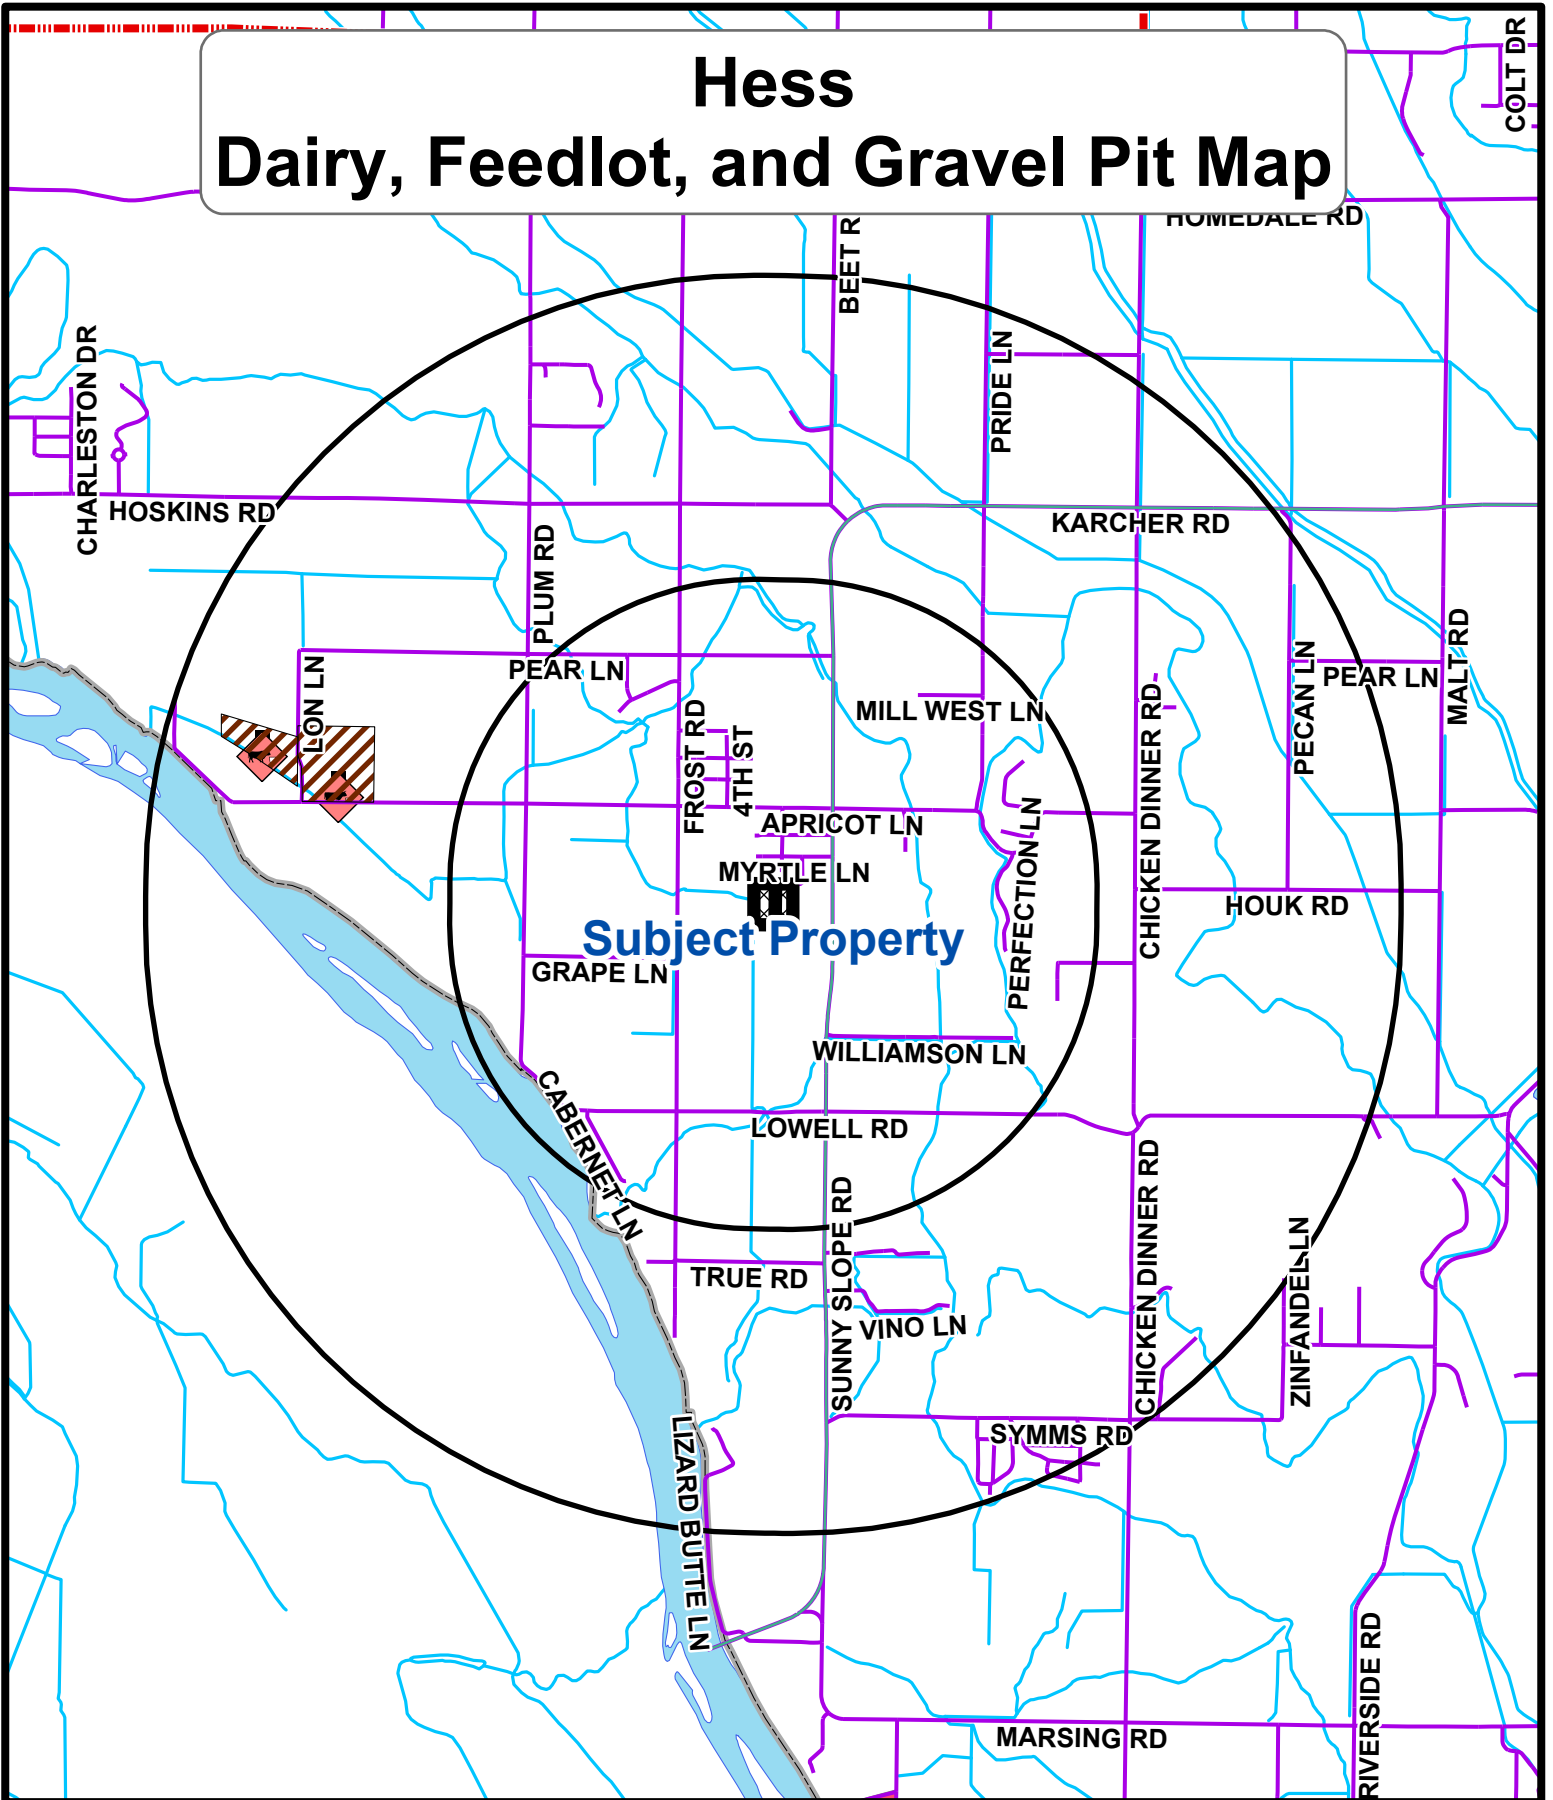 Hess
Dairy, Feedlot, and Gravel Pit Map
COLT DR
HOMEDALE RD
BEET R
CHARLESTON DR
PRIDE LN
HOSKINS RD
KARCHER RD
PLUM RD
PEAR LN
LON LN
MILL WEST LN
PECAN LN
PEAR LN
MALT RD
FROST RD
4TH ST
CHICKEN DINNER RD
APRICOT LN
PERFECTION LN
MYRTLE LN
HOUK RD
Subject Property
GRAPE LN
WILLIAMSON LN
CABERNET LN
LOWELL RD
SUNNY SLOPE RD
CHICKEN DINNER RD
ZINFANDEL LN
TRUE RD
VINO LN
LIZARD BUTTE LN
SYMMS RD
RIVERSIDE RD
MARSING RD